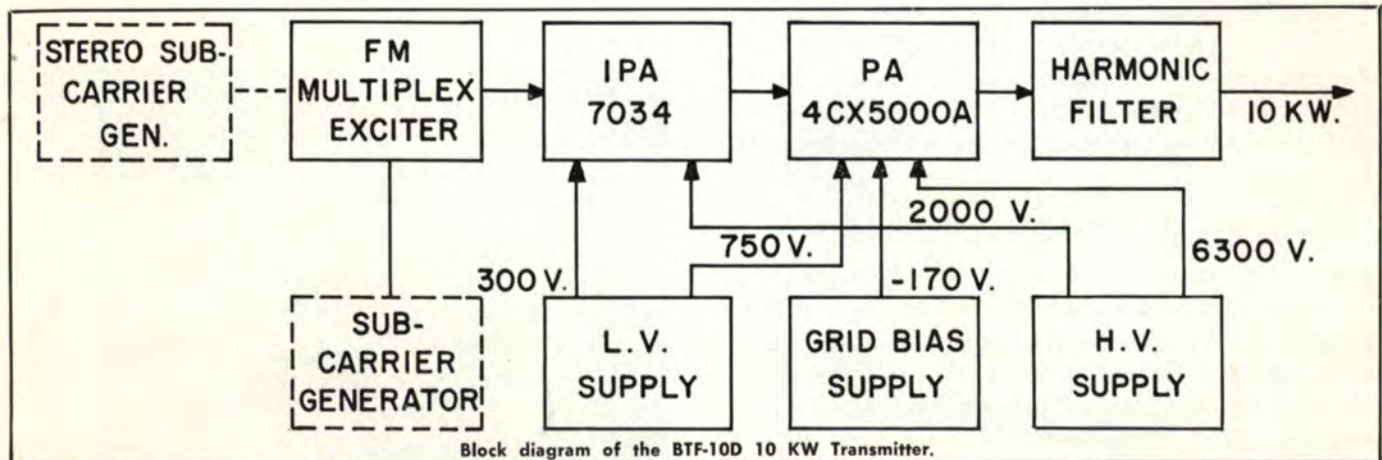 STEREO SUB-
CARRIER
GEN.
FM
MULTIPLEX
EXCITER
IPA
7034
PA
4CX5000A
HARMONIC
FILTER
10 KW.
300 V.
750 V.
-170 V.
2000 V.
6300 V.
SUB-
CARRIER
GENERATOR
L.V.
SUPPLY
GRID BIAS
SUPPLY
H.V.
SUPPLY
Block diagram of the BTF-10D 10 KW Transmitter.